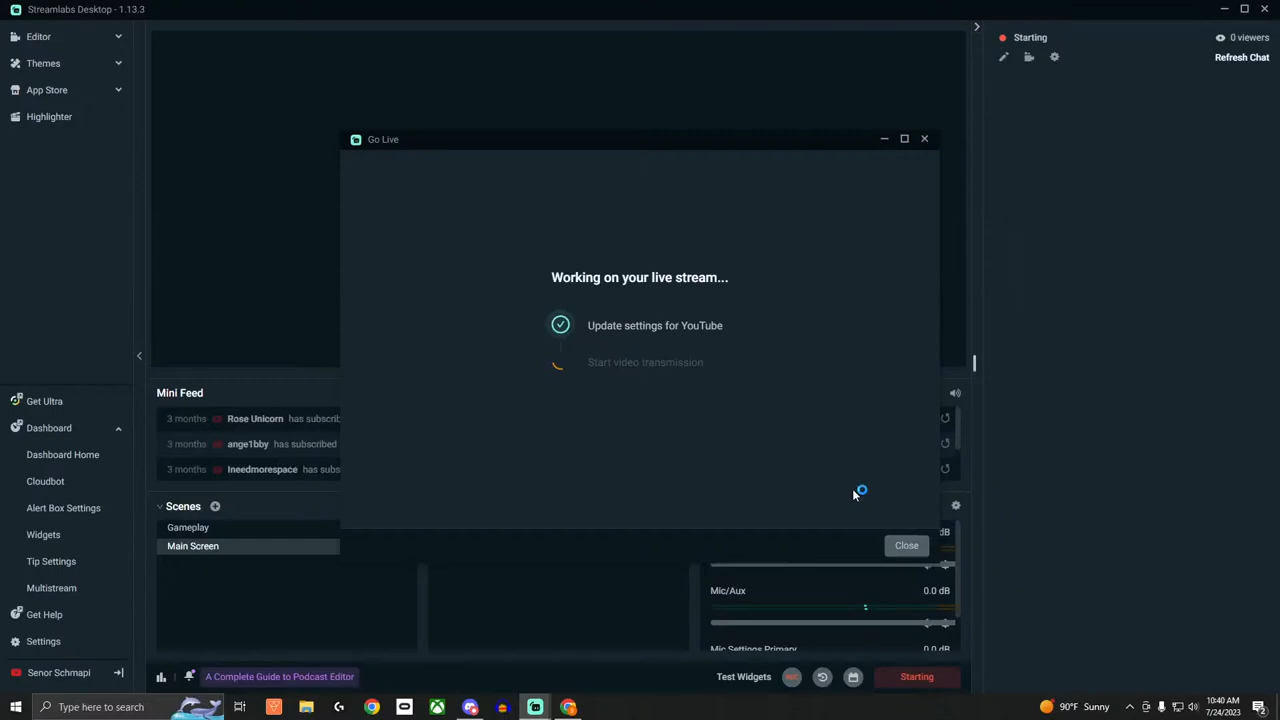 Streamlabs Desktop - 1.13.3
Editor
Themes
App Store
Highlighter
Get Ultra
Dashboard
Dashboard Home
Cloudbot
Alert Box Settings
Widgets
Tip Settings
Multistream
Get Help
Settings
Senor Schmapi
Go Live
Working on your live stream...
Update settings for YouTube
Start video transmission
Close
Starting
0 viewers
Refresh Chat
Mini Feed
3 months Rose Unicorn has subscrib
3 months ange1bby has subscribed
3 months Ineedmorespace has subs
Scenes
Gameplay
Main Screen
dB
Mic/Aux 0.0 dB
Mic Settings Primary
A Complete Guide to Podcast Editor
Test Widgets
REC
Starting
Type here to search
90°F Sunny
10:40 AM
7/24/2023
2